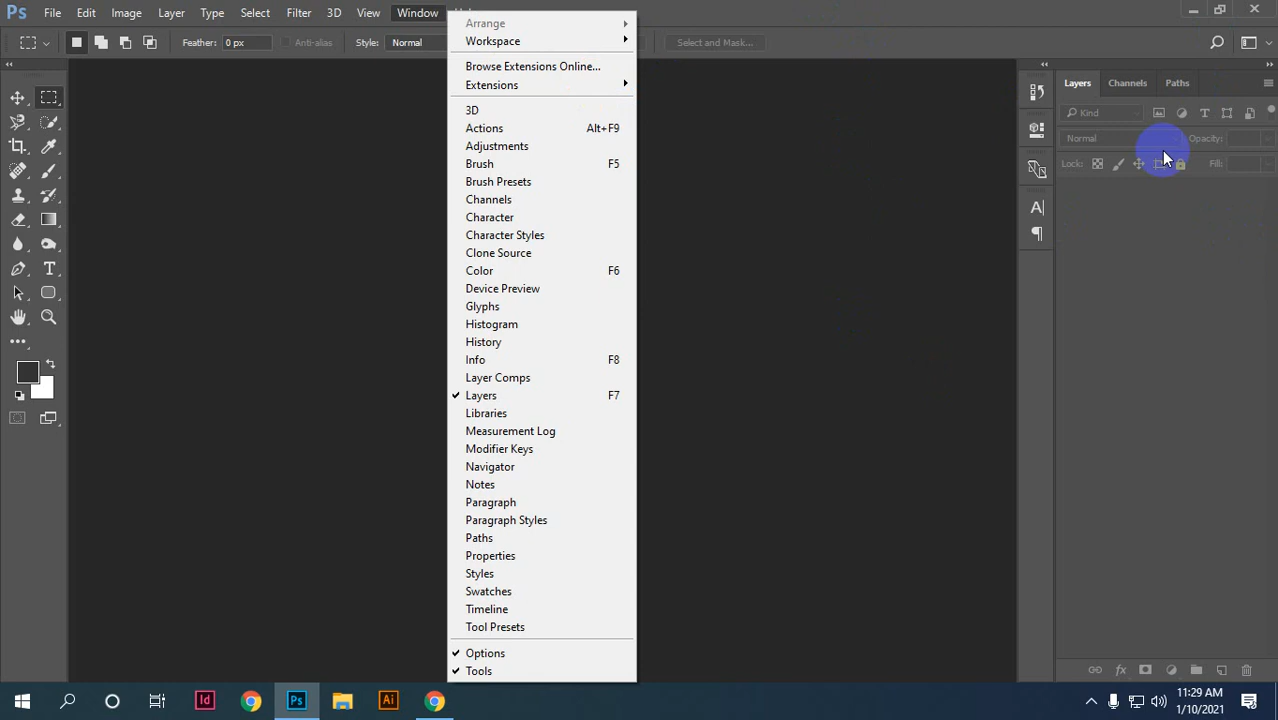 Ps File Edit Image Layer Type Select Filter 3D View Window
Feather: 0 px Anti-alias Style: Normal Select and Mask...
Arrange
Workspace
Browse Extensions Online...
Extensions
3D
Actions Alt+F9
Adjustments
Brush F5
Brush Presets
Channels
Character
Character Styles
Clone Source
Color F6
Device Preview
Glyphs
Histogram
History
Info F8
Layer Comps
Layers F7
Libraries
Measurement Log
Modifier Keys
Navigator
Notes
Paragraph
Paragraph Styles
Paths
Properties
Styles
Swatches
Timeline
Tool Presets
Options
Tools
Layers Channels Paths
Kind
Normal Opacity:
Lock: Fill:
Id Ps Ai
11:29 AM
1/10/2021